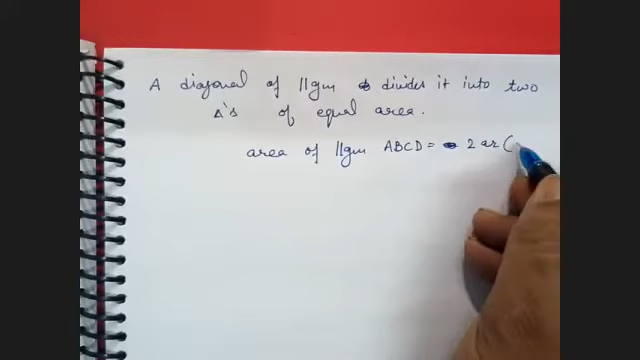 A diagonal of ||gm divides it into two
Δ's of equal area.
area of ||gm ABCD = 2 ar (